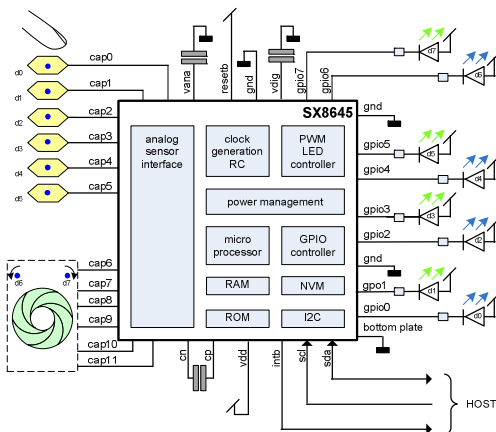 cap0
d0
cap1
d1
cap2
d2
cap3
d3
cap4
d4
cap5
d5
cap6
d6
d7
cap7
cap8
cap9
cap10
cap11
vana
resetb
gnd
vdig
gpio7
gpio6
SX8645
analog
sensor
interface
clock
generation
RC
PWM
LED
controller
power management
micro
processor
GPIO
controller
RAM
NVM
ROM
I2C
d7
d6
gnd
gpio5
d5
gpio4
d4
gpio3
d3
gpio2
d2
gnd
gpo1
d1
gpio0
d0
bottom plate
cn
cp
vdd
intb
scl
sda
HOST